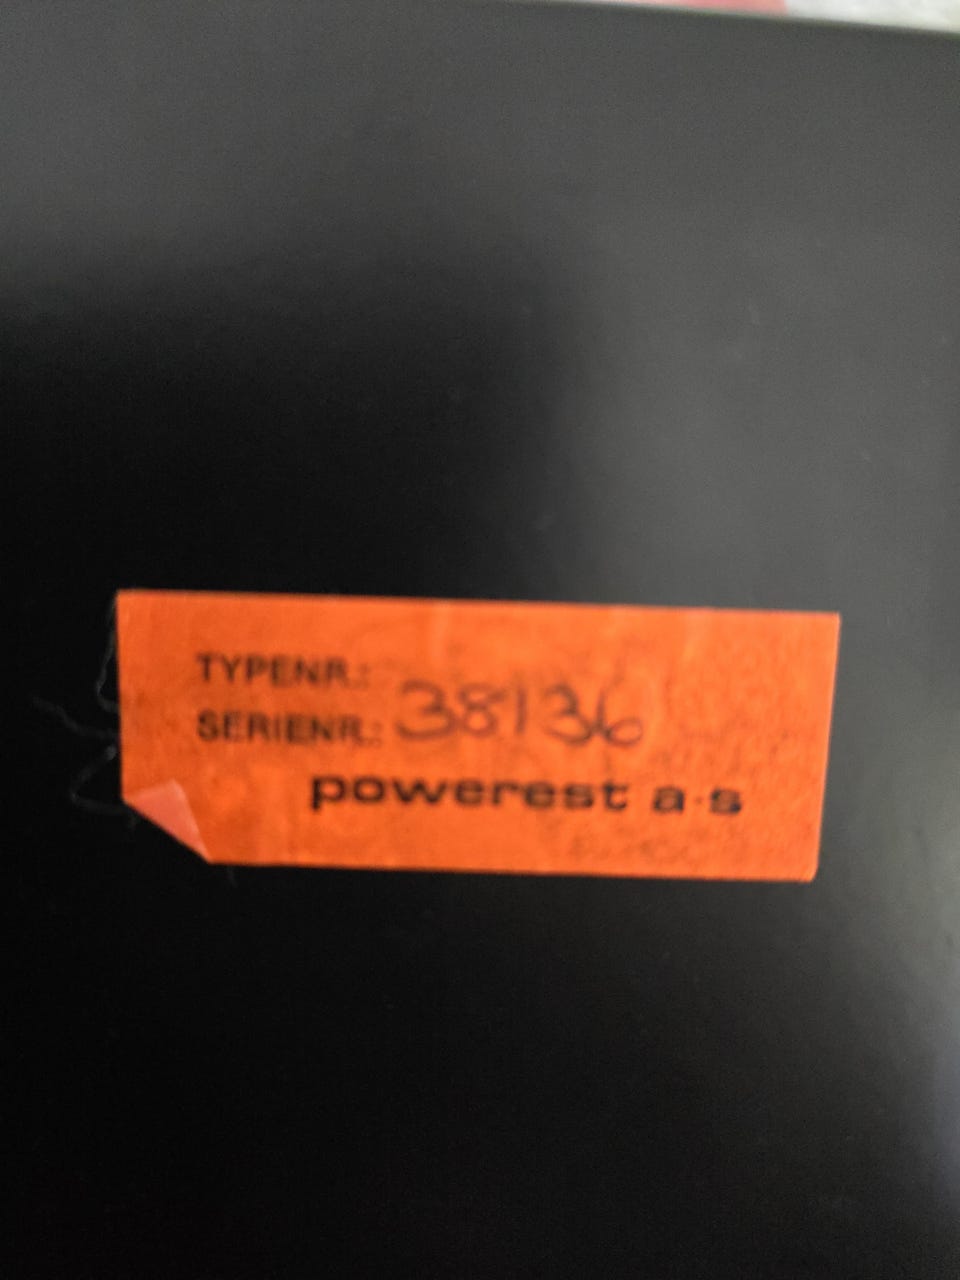 TYPENR.:
SERIENR.: 38136
powerest a·s